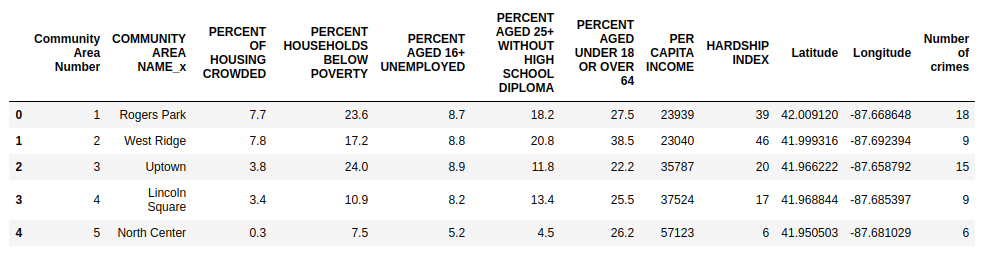 Community Area Number COMMUNITY AREA NAME_x PERCENT OF HOUSING CROWDED PERCENT HOUSEHOLDS BELOW POVERTY PERCENT AGED 16+ UNEMPLOYED PERCENT AGED 25+ WITHOUT HIGH SCHOOL DIPLOMA PERCENT AGED UNDER 18 OR OVER 64 PER CAPITA INCOME HARDSHIP INDEX Latitude Longitude Number of crimes
0 1 Rogers Park 7.7 23.6 8.7 18.2 27.5 23939 39 42.009120 -87.668648 18
1 2 West Ridge 7.8 17.2 8.8 20.8 38.5 23040 46 41.999316 -87.692394 9
2 3 Uptown 3.8 24.0 8.9 11.8 22.2 35787 20 41.966222 -87.658792 15
3 4 Lincoln Square 3.4 10.9 8.2 13.4 25.5 37524 17 41.968844 -87.685397 9
4 5 North Center 0.3 7.5 5.2 4.5 26.2 57123 6 41.950503 -87.681029 6